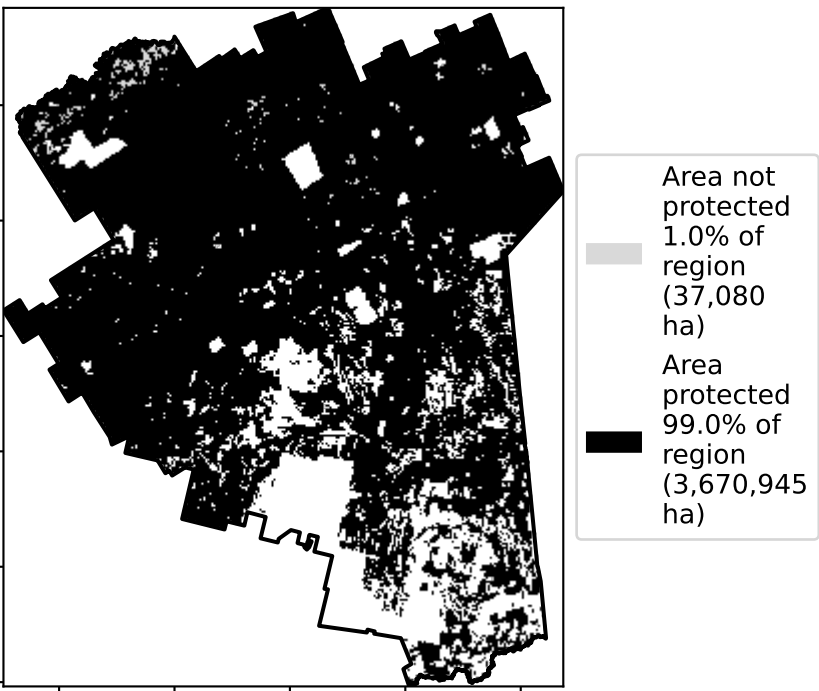 Area not
protected
1.0% of
region
(37,080
ha)
Area
protected
99.0% of
region
(3,670,945
ha)